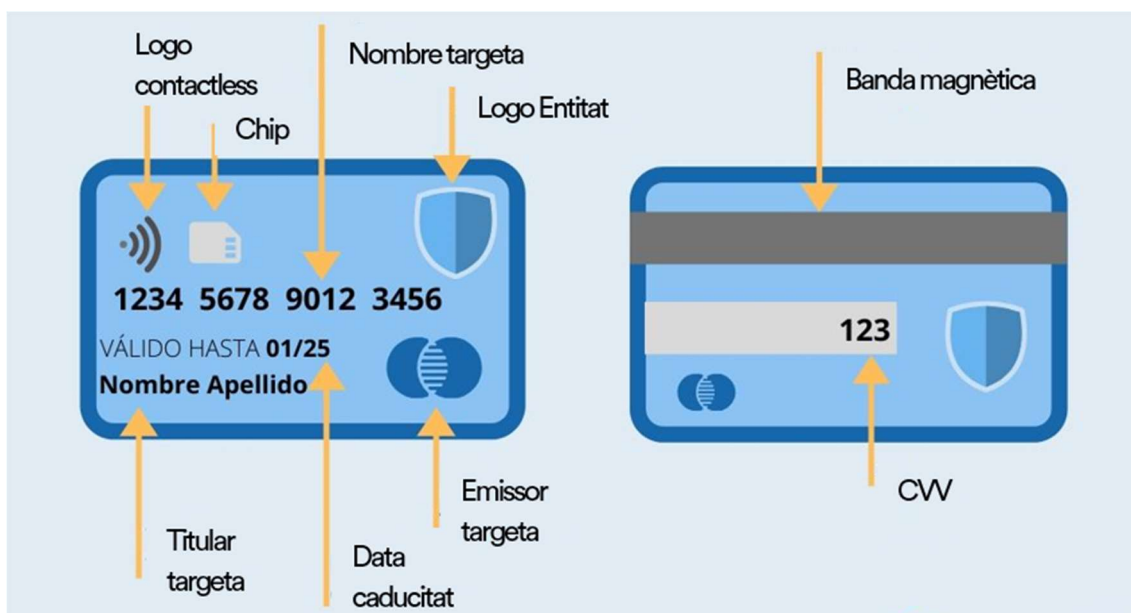 Logo
contactless
Chip
Nombre targeta
Logo Entitat
Banda magnètica
1234 5678 9012 3456
VÁLIDO HASTA 01/25
Nombre Apellido
123
Titular
targeta
Data
caducitat
Emissor
targeta
CVV